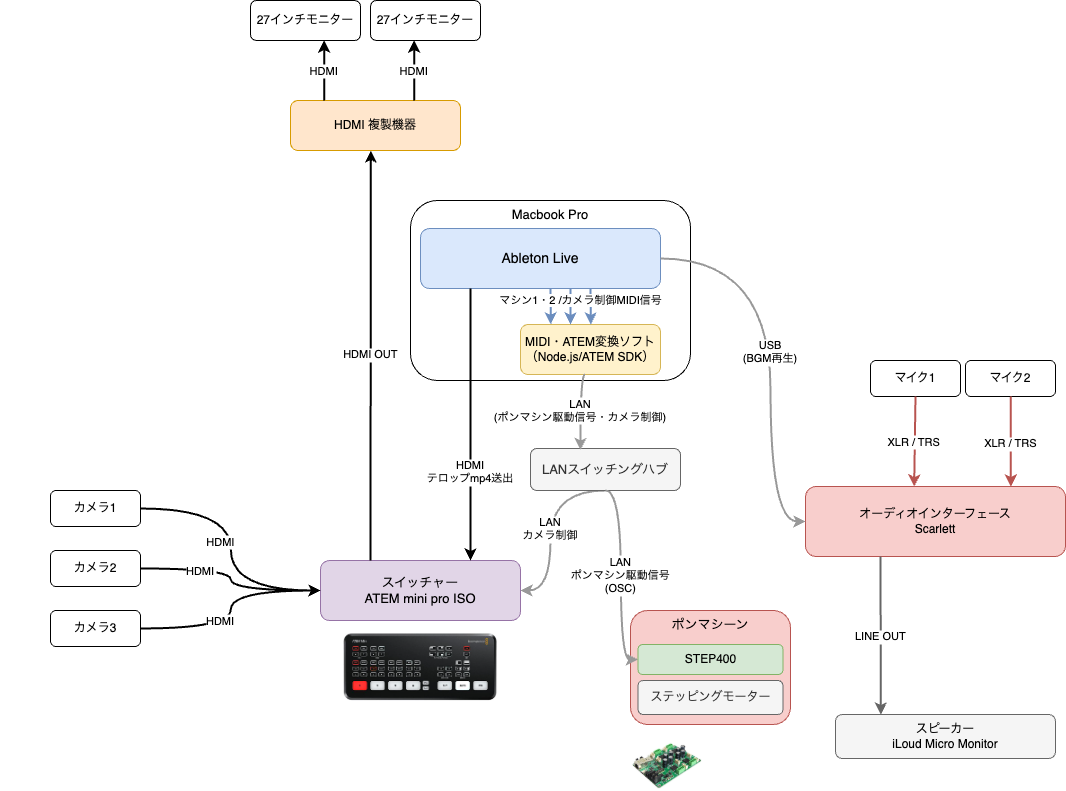 27インチモニター
27インチモニター
HDMI
HDMI
HDMI 複製機器
Macbook Pro
Ableton Live
マシン1・2 /カメラ制御MIDI信号
MIDI・ATEM変換ソフト
（Node.js/ATEM SDK）
HDMI OUT
USB
(BGM再生)
マイク1
マイク2
LAN
(ポンマシン駆動信号・カメラ制御)
XLR / TRS
XLR / TRS
HDMI
テロップmp4送出
LANスイッチングハブ
カメラ1
カメラ2
カメラ3
HDMI
HDMI
HDMI
LAN
カメラ制御
オーディオインターフェース
Scarlett
LAN
ポンマシン駆動信号
(OSC)
スイッチャー
ATEM mini pro ISO
ポンマシーン
STEP400
ステッピングモーター
LINE OUT
スピーカー
iLoud Micro Monitor